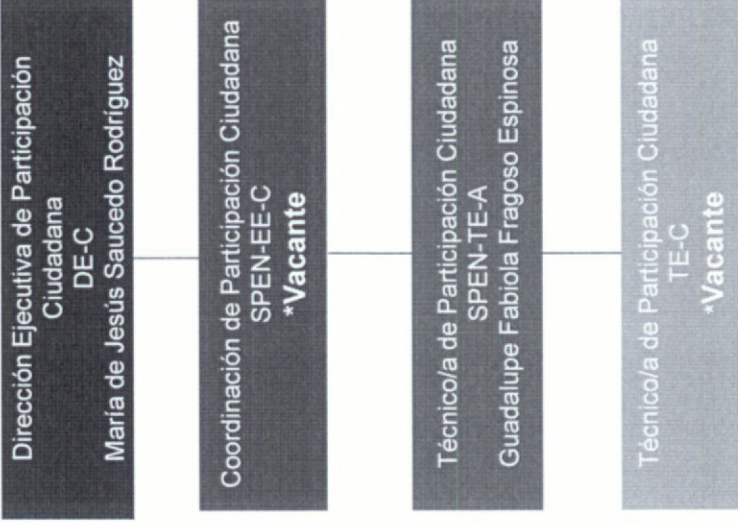 Dirección Ejecutiva de Participación
Ciudadana
DE-C
María de Jesús Saucedo Rodríguez
Coordinación de Participación Ciudadana
SPEN-EE-C
*Vacante
Técnico/a de Participación Ciudadana
SPEN-TE-A
Guadalupe Fabiola Fragoso Espinosa
Técnico/a de Participación Ciudadana
TE-C
*Vacante